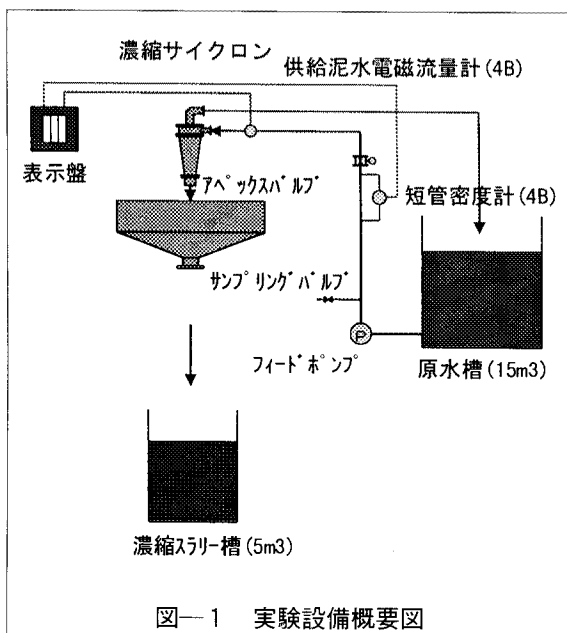 濃縮サイクロン
供給泥水電磁流量計(4B)
表示盤
アペックスバルブ
短管密度計(4B)
サンプリングバルブ
P
フィードポンプ
原水槽(15m3)
濃縮スラリー槽(5m3)
図―1 実験設備概要図